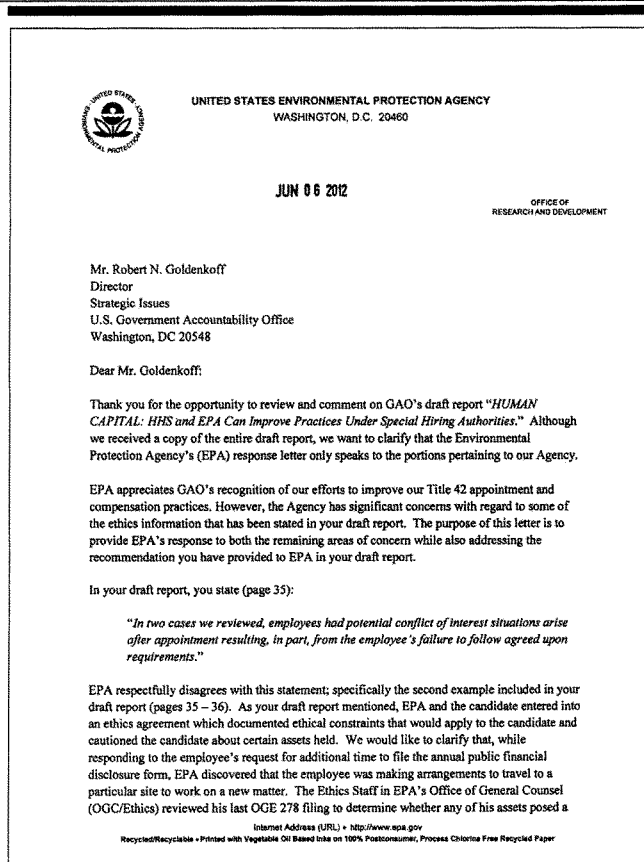 UNITED STATES ENVIRONMENTAL PROTECTION AGENCY
WASHINGTON, D.C. 20460
UNITED STATES
ENVIRONMENTAL PROTECTION AGENCY
JUN 06 2012
OFFICE OF
RESEARCH AND DEVELOPMENT
Mr. Robert N. Goldenkoff
Director
Strategic Issues
U.S. Government Accountability Office
Washington, DC 20548
Dear Mr. Goldenkoff:
Thank you for the opportunity to review and comment on GAO's draft report "HUMAN
CAPITAL: HHS and EPA Can Improve Practices Under Special Hiring Authorities." Although
we received a copy of the entire draft report, we want to clarify that the Environmental
Protection Agency's (EPA) response letter only speaks to the portions pertaining to our Agency.
EPA appreciates GAO's recognition of our efforts to improve our Title 42 appointment and
compensation practices. However, the Agency has significant concerns with regard to some of
the ethics information that has been stated in your draft report. The purpose of this letter is to
provide EPA's response to both the remaining areas of concern while also addressing the
recommendation you have provided to EPA in your draft report.
In your draft report, you state (page 35):
"In two cases we reviewed, employees had potential conflict of interest situations arise
after appointment resulting, in part, from the employee's failure to follow agreed upon
requirements."
EPA respectfully disagrees with this statement; specifically the second example included in your
draft report (pages 35 – 36). As your draft report mentioned, EPA and the candidate entered into
an ethics agreement which documented ethical constraints that would apply to the candidate and
cautioned the candidate about certain assets held. We would like to clarify that, while
responding to the employee's request for additional time to file the annual public financial
disclosure form, EPA discovered that the employee was making arrangements to travel to a
particular site to work on a new matter. The Ethics Staff in EPA's Office of General Counsel
(OGC/Ethics) reviewed his last OGE 278 filing to determine whether any of his assets posed a
Internet Address (URL) • http://www.epa.gov
Recycled/Recyclable • Printed with Vegetable Oil Based Inks on 100% Postconsumer, Process Chlorine Free Recycled Paper